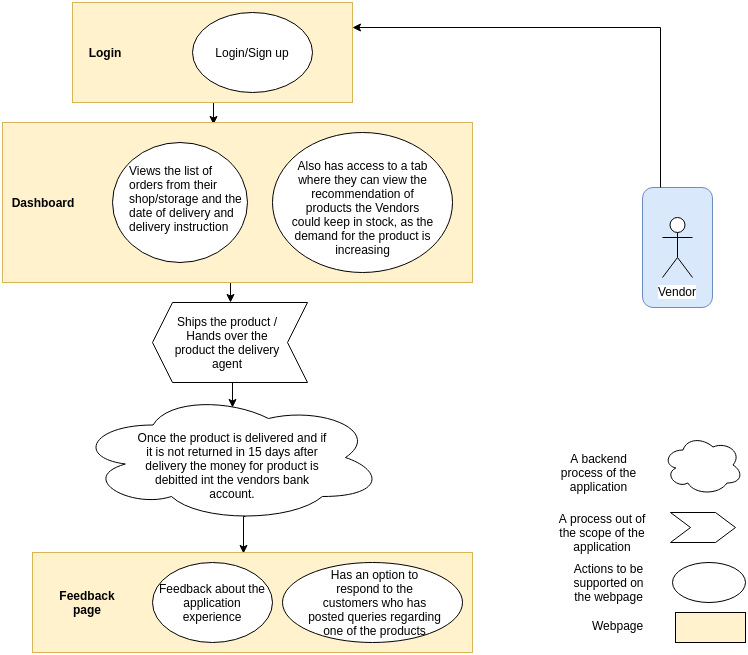 Login
Login/Sign up
Dashboard
Views the list of
orders from their
shop/storage and the
date of delivery and
delivery instruction
Also has access to a tab
where they can view the
recommendation of
products the Vendors
could keep in stock, as the
demand for the product is
increasing
Vendor
Ships the product /
Hands over the
product the delivery
agent
Once the product is delivered and if
it is not returned in 15 days after
delivery the money for product is
debitted int the vendors bank
account.
Feedback
page
Feedback about the
application
experience
Has an option to
respond to the
customers who has
posted queries regarding
one of the products
A backend
process of the
application
A process out of
the scope of the
application
Actions to be
supported on
the webpage
Webpage